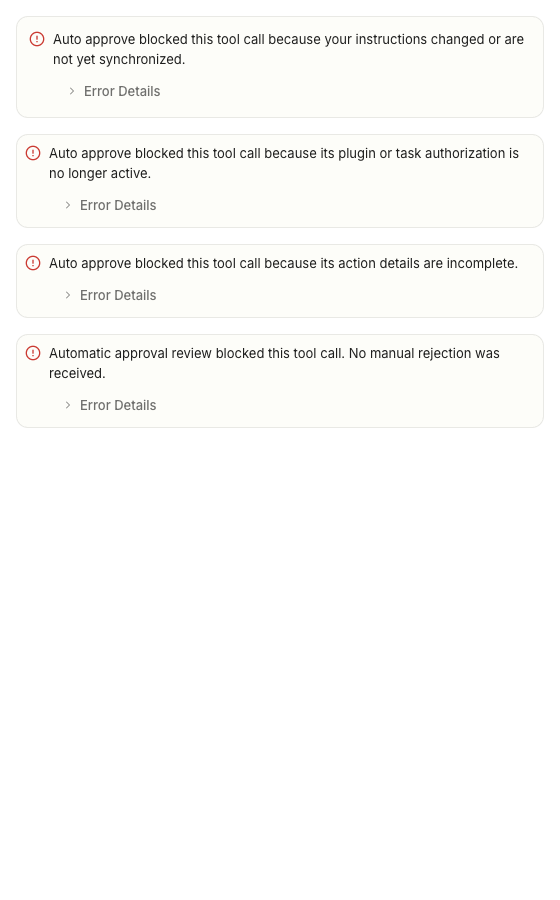 Auto approve blocked this tool call because your instructions changed or are
not yet synchronized.
Error Details
Auto approve blocked this tool call because its plugin or task authorization is
no longer active.
Error Details
Auto approve blocked this tool call because its action details are incomplete.
Error Details
Automatic approval review blocked this tool call. No manual rejection was
received.
Error Details